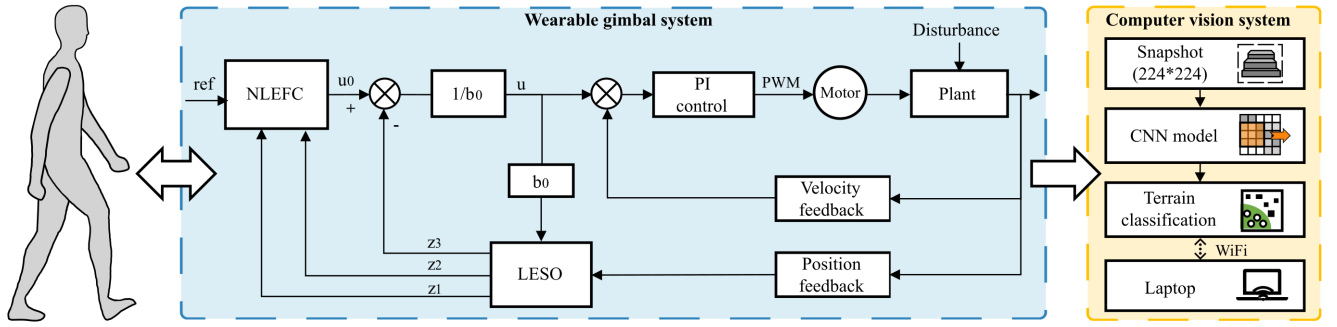 Wearable gimbal system
ref
NLEFC
u0
+
-
1/b0
u
PI
control
PWM
Motor
Disturbance
Plant
b0
Velocity
feedback
z3
z2
z1
LESO
Position
feedback
Computer vision system
Snapshot
(224*224)
CNN model
Terrain
classification
WiFi
Laptop